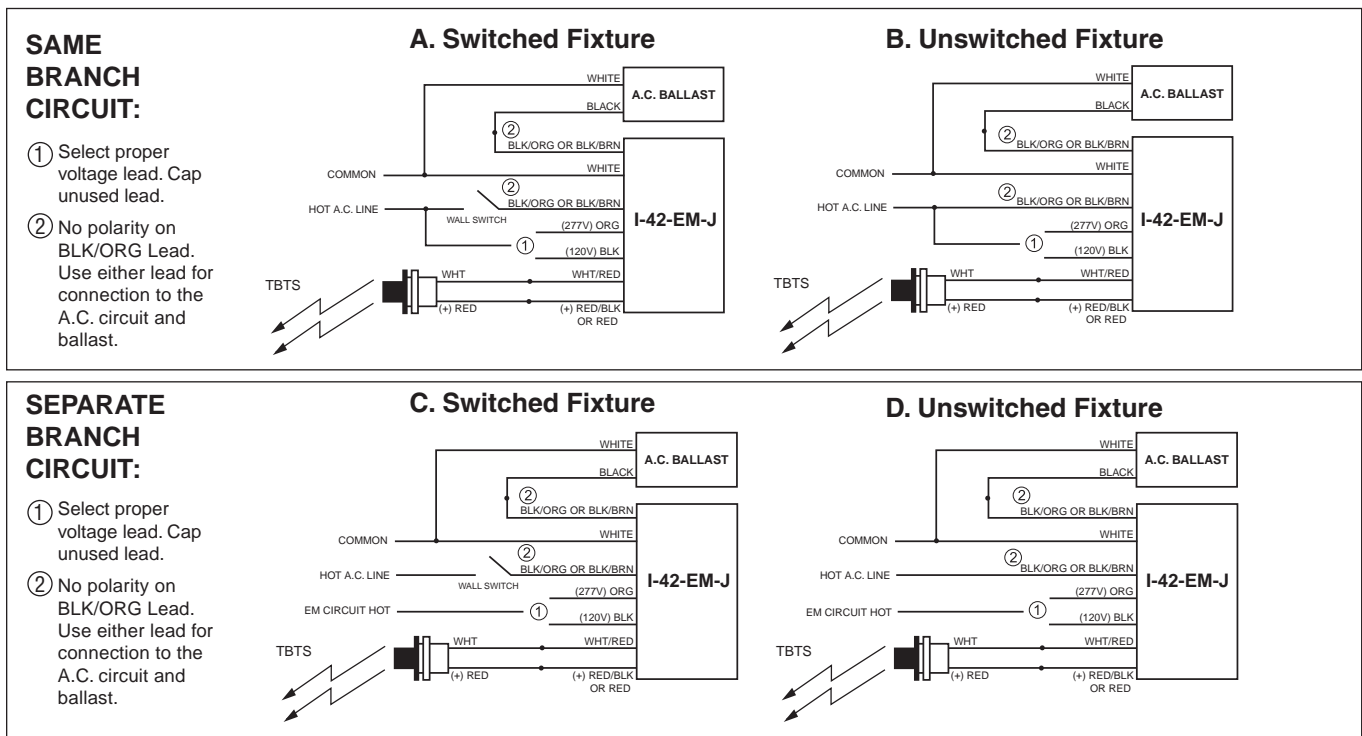 SAME
BRANCH
CIRCUIT:
① Select proper
voltage lead. Cap
unused lead.
② No polarity on
BLK/ORG Lead.
Use either lead for
connection to the
A.C. circuit and
ballast.
A. Switched Fixture
WHITE
A.C. BALLAST
BLACK
②
BLK/ORG OR BLK/BRN
WHITE
COMMON
②
BLK/ORG OR BLK/BRN
HOT A.C. LINE
WALL SWITCH
I-42-EM-J
(277V) ORG
①
(120V) BLK
TBTS
WHT
WHT/RED
(+) RED
(+) RED/BLK
OR RED
B. Unswitched Fixture
WHITE
A.C. BALLAST
BLACK
②
BLK/ORG OR BLK/BRN
WHITE
COMMON
②
BLK/ORG OR BLK/BRN
HOT A.C. LINE
I-42-EM-J
(277V) ORG
①
(120V) BLK
TBTS
WHT
WHT/RED
(+) RED
(+) RED/BLK
OR RED
SEPARATE
BRANCH
CIRCUIT:
① Select proper
voltage lead. Cap
unused lead.
② No polarity on
BLK/ORG Lead.
Use either lead for
connection to the
A.C. circuit and
ballast.
C. Switched Fixture
WHITE
A.C. BALLAST
BLACK
②
BLK/ORG OR BLK/BRN
WHITE
COMMON
②
BLK/ORG OR BLK/BRN
HOT A.C. LINE
WALL SWITCH
I-42-EM-J
(277V) ORG
EM CIRCUIT HOT
①
(120V) BLK
TBTS
WHT
WHT/RED
(+) RED
(+) RED/BLK
OR RED
D. Unswitched Fixture
WHITE
A.C. BALLAST
BLACK
②
BLK/ORG OR BLK/BRN
WHITE
COMMON
②
BLK/ORG OR BLK/BRN
HOT A.C. LINE
I-42-EM-J
(277V) ORG
EM CIRCUIT HOT
①
(120V) BLK
TBTS
WHT
WHT/RED
(+) RED
(+) RED/BLK
OR RED